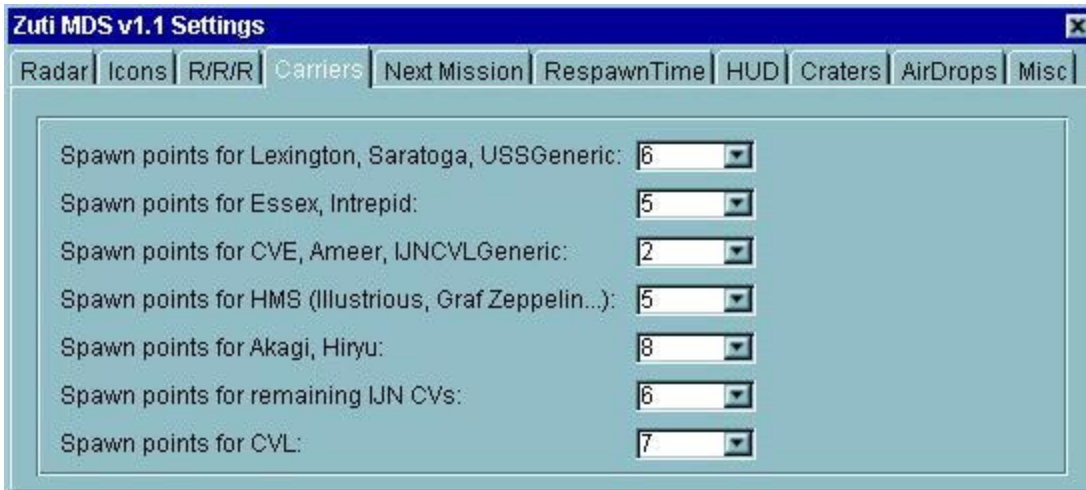 Zuti MDS v1.1 Settings
Radar Icons R/R/R Carriers Next Mission RespawnTime HUD Craters AirDrops Misc
Spawn points for Lexington, Saratoga, USSGeneric: 6
Spawn points for Essex, Intrepid: 5
Spawn points for CVE, Ameer, IJNCVLGeneric: 2
Spawn points for HMS (Illustrious, Graf Zeppelin...): 5
Spawn points for Akagi, Hiryu: 8
Spawn points for remaining IJN CVs: 6
Spawn points for CVL: 7